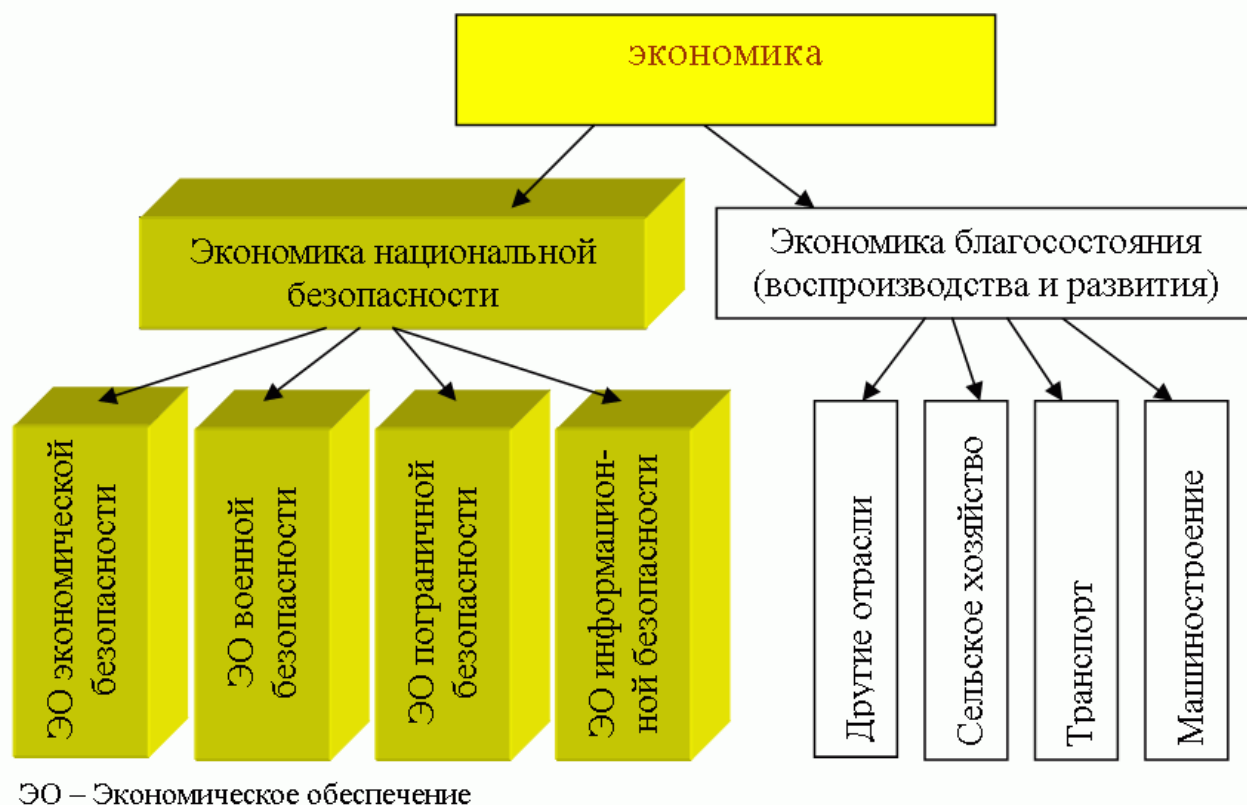 экономика
Экономика национальной
безопасности
Экономика благосостояния
(воспроизводства и развития)
ЭО экономической
безопасности
ЭО военной
безопасности
ЭО пограничной
безопасности
ЭО информацион-
ной безопасности
Другие отрасли
Сельское хозяйство
Транспорт
Машиностроение
ЭО – Экономическое обеспечение